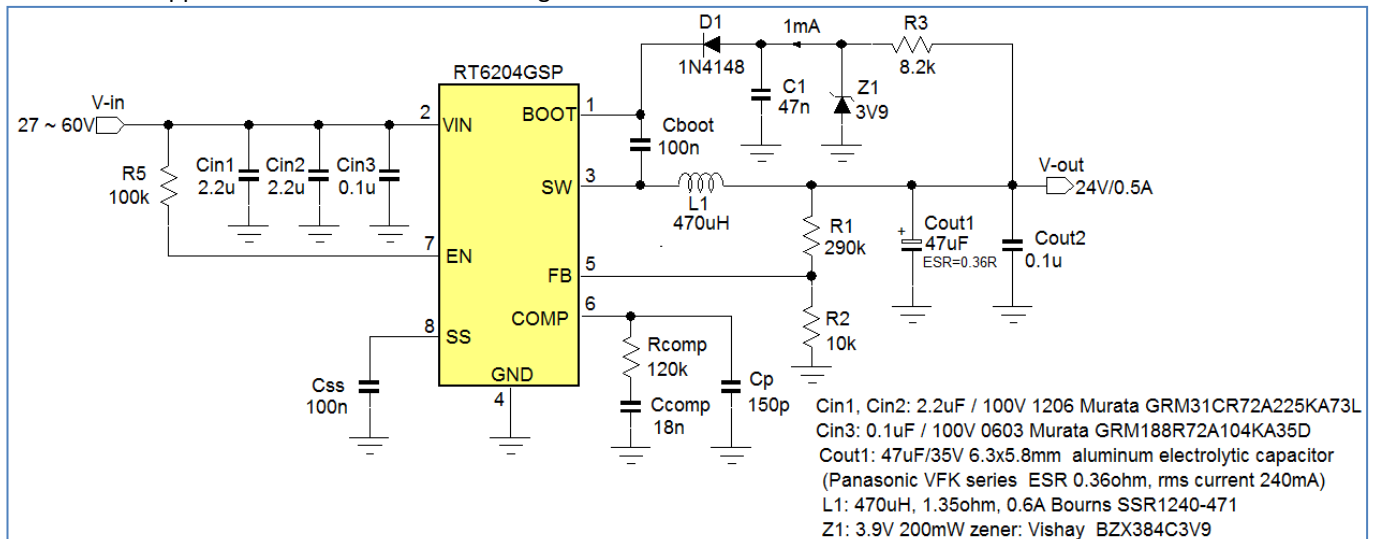 D1
1mA
R3
1N4148
8.2k
RT6204GSP
C1
47n
Z1
3V9
V-in
27 ~ 60V
2
VIN
BOOT
1
Cboot
100n
R5
100k
Cin1
2.2u
Cin2
2.2u
Cin3
0.1u
SW
3
L1
470uH
V-out
24V/0.5A
R1
290k
+
Cout1
47uF
ESR=0.36R
Cout2
0.1u
7
EN
FB
5
COMP
6
R2
10k
8
SS
Rcomp
120k
Css
100n
GND
4
Ccomp
18n
Cp
150p
Cin1, Cin2: 2.2uF / 100V 1206 Murata GRM31CR72A225KA73L
Cin3: 0.1uF / 100V 0603 Murata GRM188R72A104KA35D
Cout1: 47uF/35V 6.3x5.8mm aluminum electrolytic capacitor
(Panasonic VFK series ESR 0.36ohm, rms current 240mA)
L1: 470uH, 1.35ohm, 0.6A Bourns SSR1240-471
Z1: 3.9V 200mW zener: Vishay BZX384C3V9